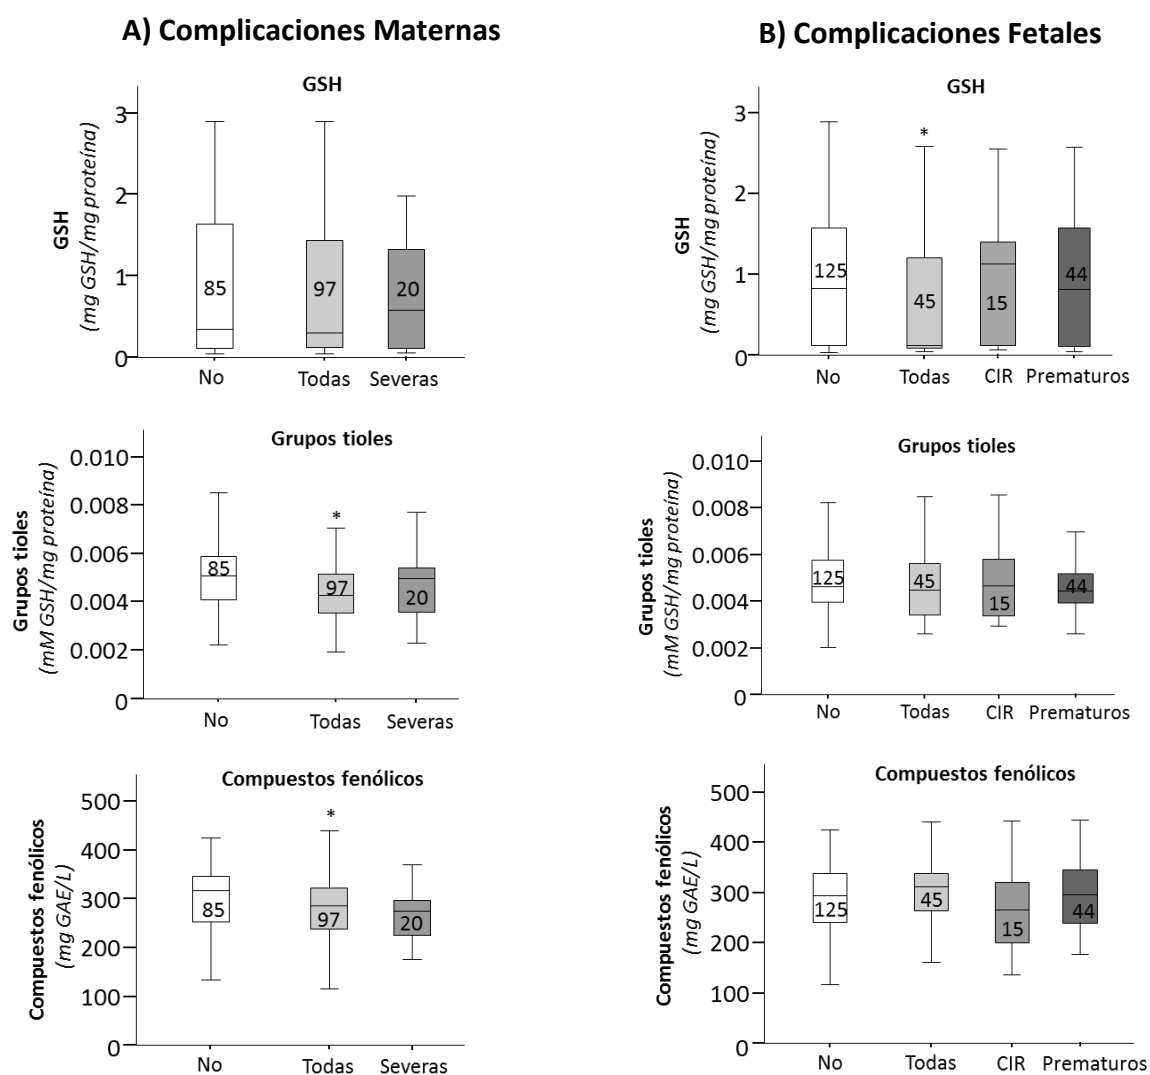 A) Complicaciones Maternas
GSH
GSH
(mg GSH/mg proteína)
3
2
1
0
85
97
20
No
Todas
Severas
Grupos tioles
Grupos tioles
(mM GSH/mg proteína)
0.010
0.008
0.006
0.004
0.002
0
*
85
97
20
No
Todas
Severas
Compuestos fenólicos
Compuestos fenólicos
(mg GAE/L)
500
400
300
200
100
0
*
85
97
20
No
Todas
Severas
B) Complicaciones Fetales
GSH
GSH
(mg GSH/mg proteína)
3
2
1
0
*
125
45
15
44
No
Todas
CIR
Prematuros
Grupos tioles
Grupos tioles
(mM GSH/mg proteína)
0.010
0.008
0.006
0.004
0.002
0
125
45
15
44
No
Todas
CIR
Prematuros
Compuestos fenólicos
Compuestos fenólicos
(mg GAE/L)
500
400
300
200
100
0
125
45
15
44
No
Todas
CIR
Prematuros